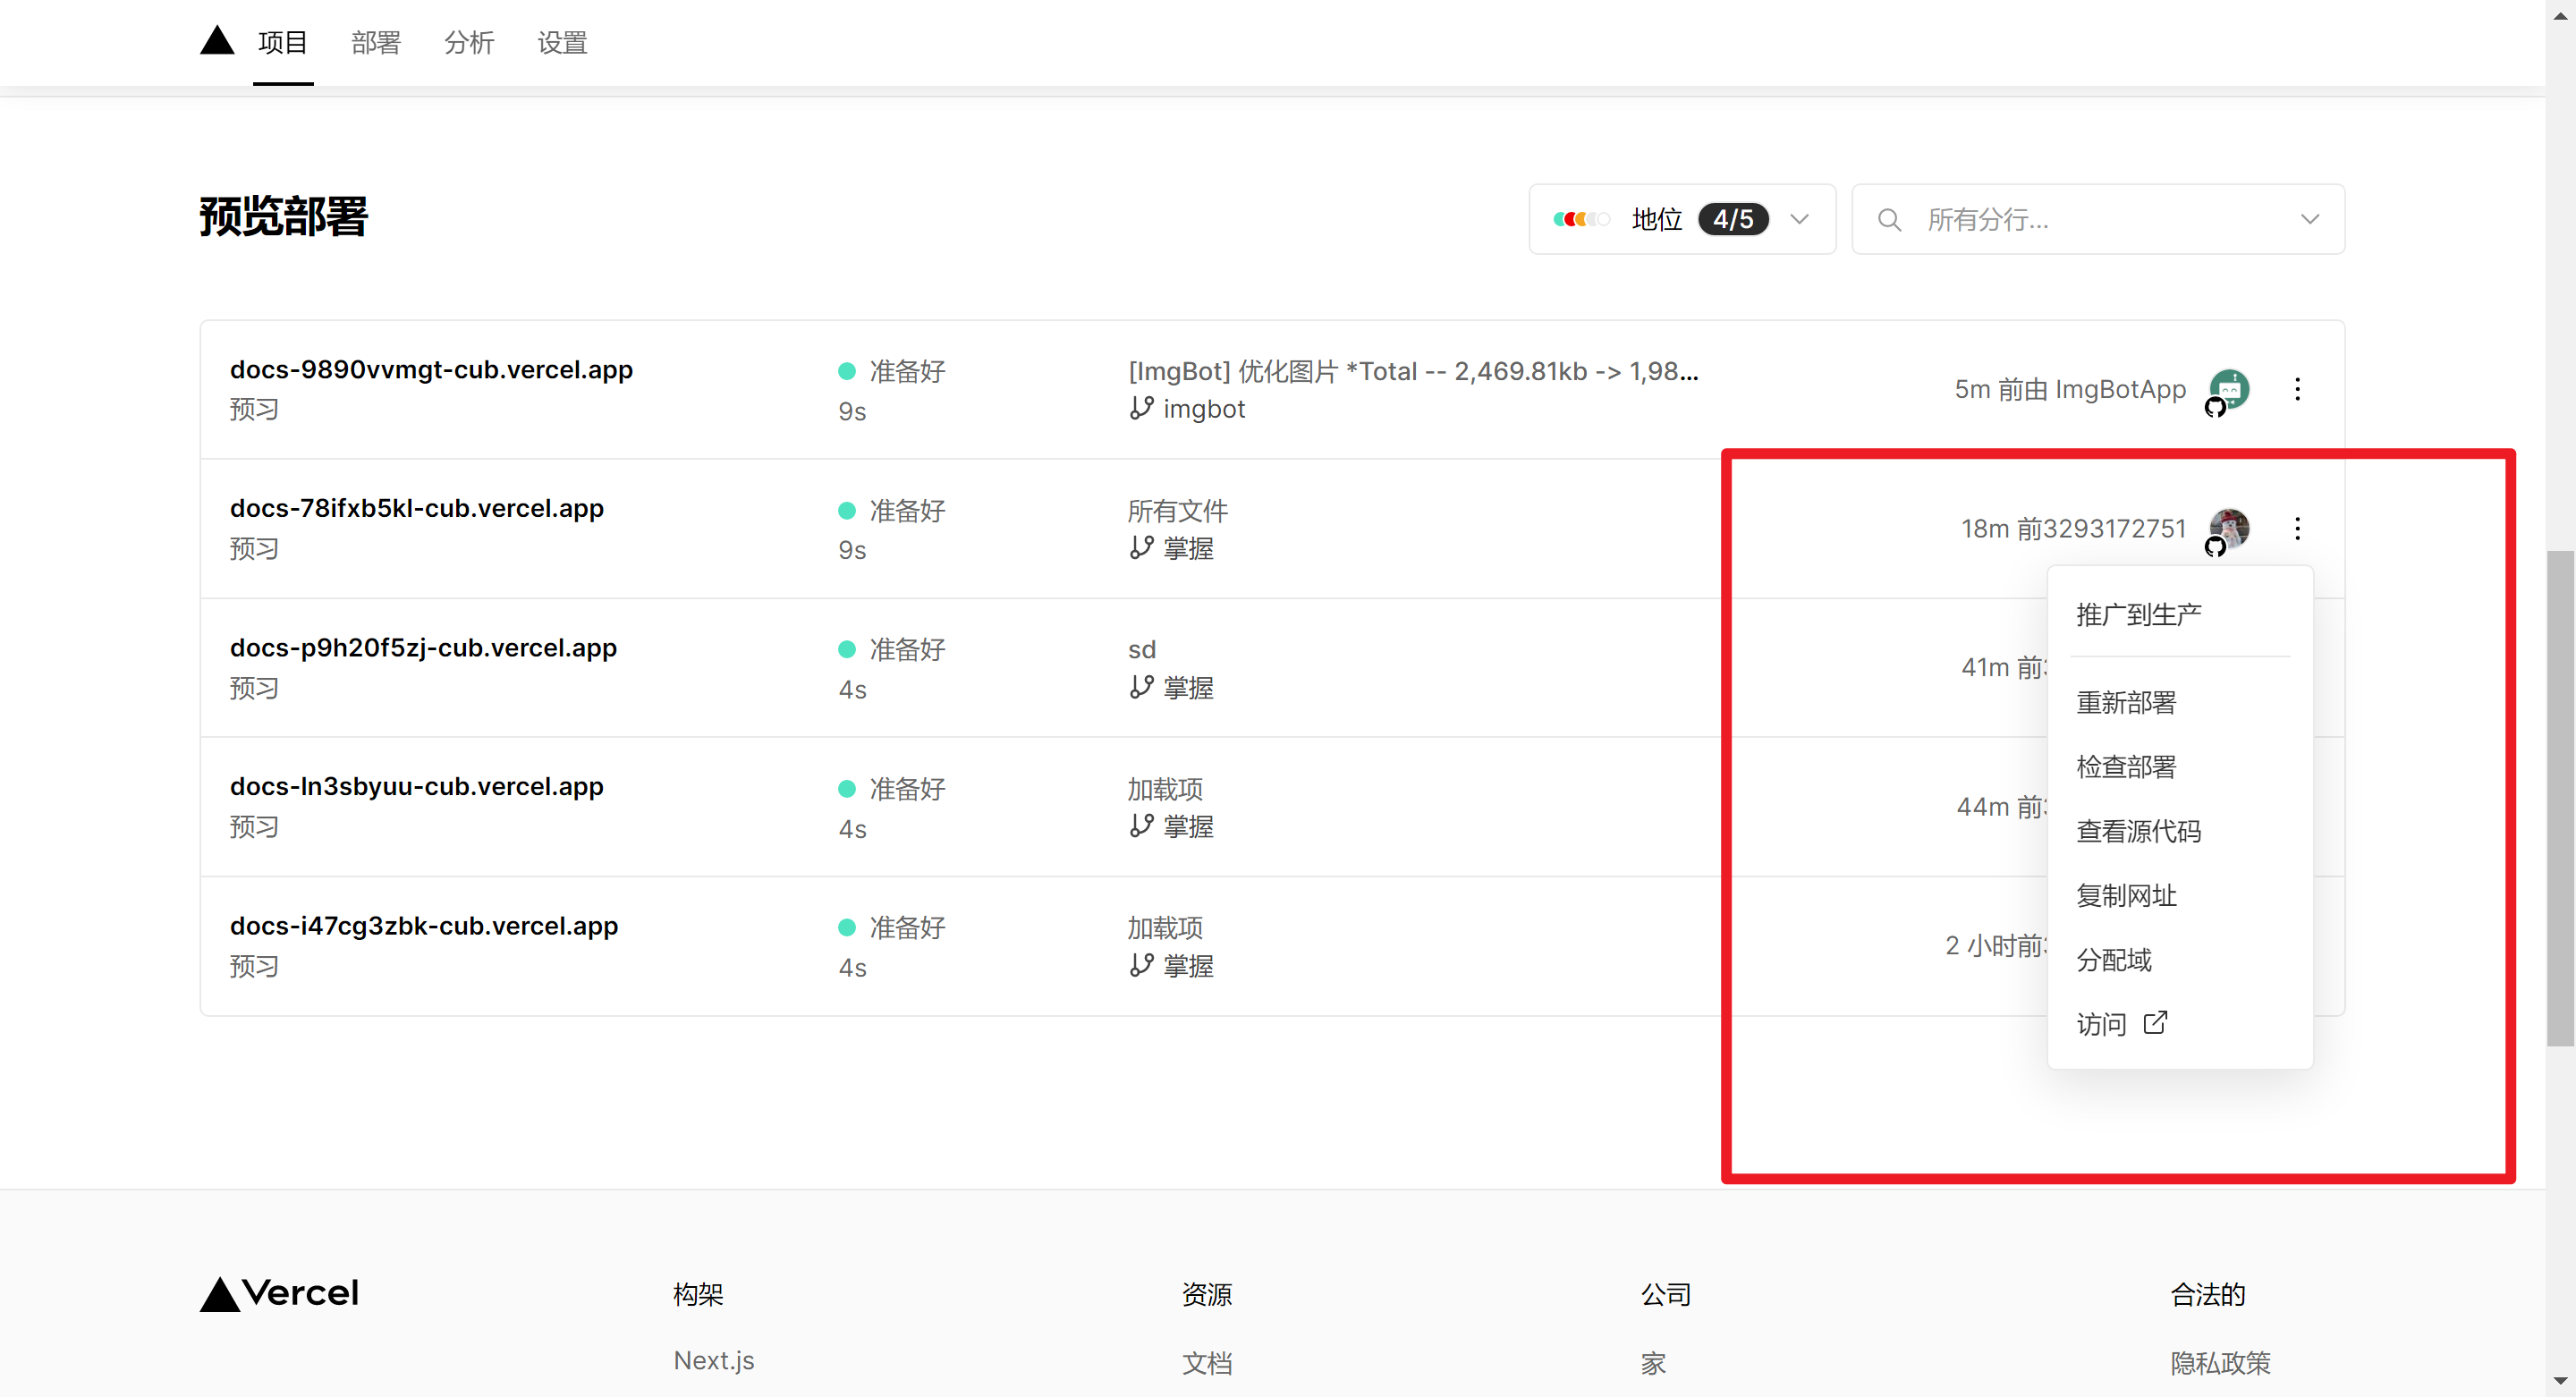 项目 部署 分析 设置
预览部署
地位 4/5
所有分行...
docs-9890vvmgt-cub.vercel.app
预习
准备好
9s
[ImgBot] 优化图片 *Total -- 2,469.81kb -> 1,98...
imgbot
5m 前由 ImgBotApp
docs-78ifxb5kl-cub.vercel.app
预习
准备好
9s
所有文件
掌握
18m 前3293172751
docs-p9h20f5zj-cub.vercel.app
预习
准备好
4s
sd
掌握
41m 前
docs-ln3sbyuu-cub.vercel.app
预习
准备好
4s
加载项
掌握
44m 前
docs-i47cg3zbk-cub.vercel.app
预习
准备好
4s
加载项
掌握
2 小时前
推广到生产
重新部署
检查部署
查看源代码
复制网址
分配域
访问
Vercel
构架
Next.js
资源
文档
公司
家
合法的
隐私政策